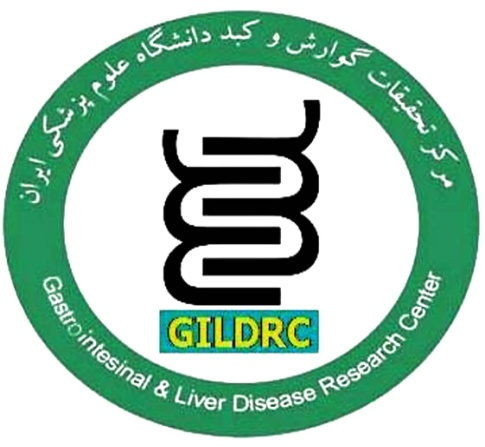 مرکز تحقیقات گوارش و کبد دانشگاه علوم پزشکی ایران
GILDRC
Gastrointesinal & Liver Disease Research Center